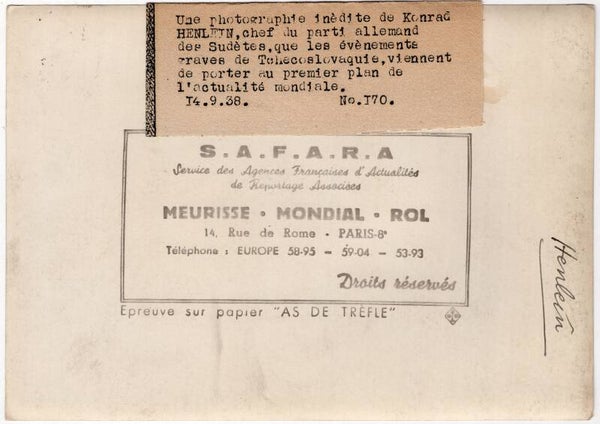 Une photographie inèdite de Konrad
HENLEIN,chef du parti allemand
des Sudètes,que les évènements
graves de Tchécoslovaquie,viennent
de porter au premier plan de
l'actualité mondiale.
I4.9.38. No.I70.
S.A.F.A.R.A
Service des Agences Françaises d'Actualités
de Reportage Associées
MEURISSE • MONDIAL • ROL
14, Rue de Rome - PARIS-8e
Téléphone : EUROPE 58-95 - 59-04 - 53-93
Droits réservés
Epreuve sur papier "AS DE TRÈFLE"
Henlein